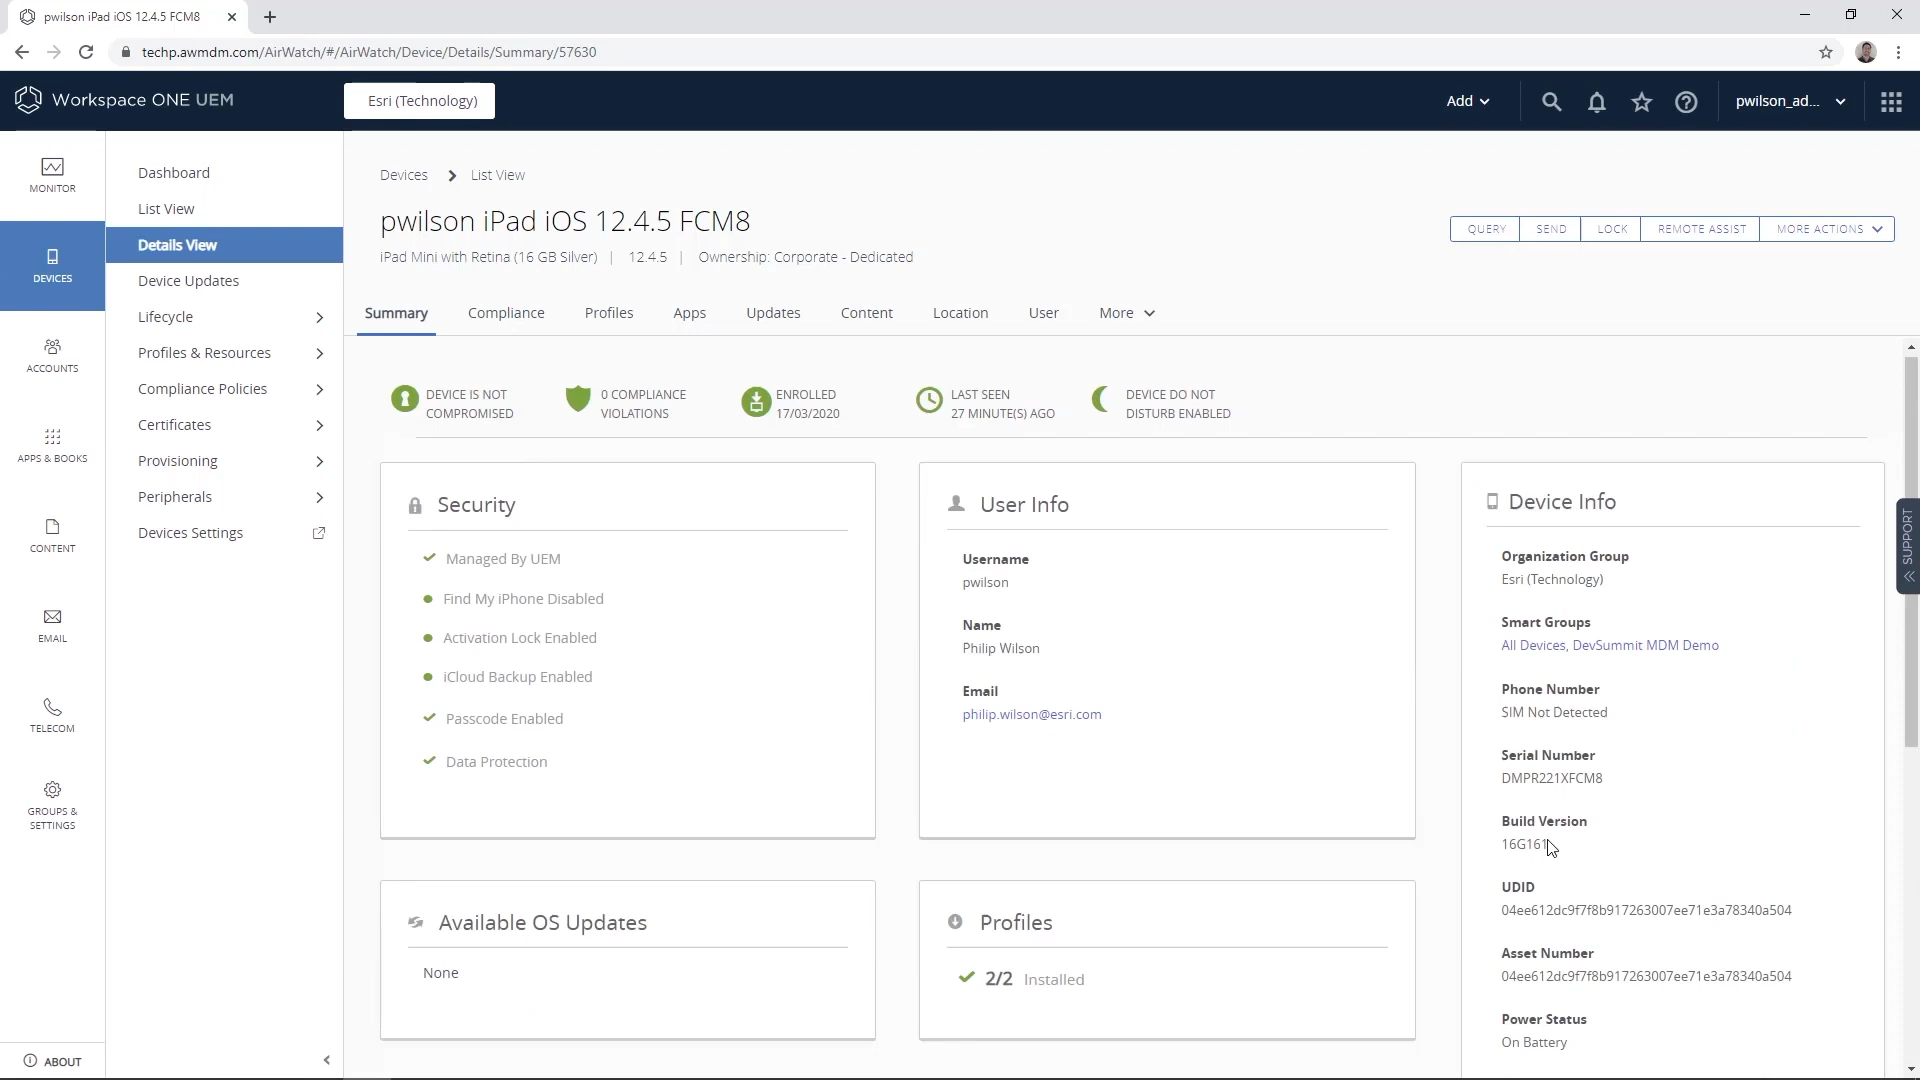 pwilson iPad iOS 12.4.5 FCM8
techp.awmdm.com/AirWatch/#/AirWatch/Device/Details/Summary/57630
Workspace ONE UEM
Esri (Technology)
Add
pwilson_ad...
MONITOR
DEVICES
ACCOUNTS
APPS & BOOKS
CONTENT
EMAIL
TELECOM
GROUPS &
SETTINGS
ABOUT
Dashboard
List View
Details View
Device Updates
Lifecycle
Profiles & Resources
Compliance Policies
Certificates
Provisioning
Peripherals
Devices Settings
Devices > List View
pwilson iPad iOS 12.4.5 FCM8
iPad Mini with Retina (16 GB Silver) | 12.4.5 | Ownership: Corporate - Dedicated
QUERY SEND LOCK REMOTE ASSIST MORE ACTIONS
Summary Compliance Profiles Apps Updates Content Location User More
DEVICE IS NOT
COMPROMISED
0 COMPLIANCE
VIOLATIONS
ENROLLED
17/03/2020
LAST SEEN
27 MINUTE(S) AGO
DEVICE DO NOT
DISTURB ENABLED
Security
Managed By UEM
Find My iPhone Disabled
Activation Lock Enabled
iCloud Backup Enabled
Passcode Enabled
Data Protection
User Info
Username
pwilson
Name
Philip Wilson
Email
philip.wilson@esri.com
Device Info
Organization Group
Esri (Technology)
Smart Groups
All Devices, DevSummit MDM Demo
Phone Number
SIM Not Detected
Serial Number
DMPR221XFCM8
Build Version
16G161
UDID
04ee612dc9f7f8b917263007ee71e3a78340a504
Asset Number
04ee612dc9f7f8b917263007ee71e3a78340a504
Power Status
On Battery
Available OS Updates
None
Profiles
2/2 Installed
SUPPORT